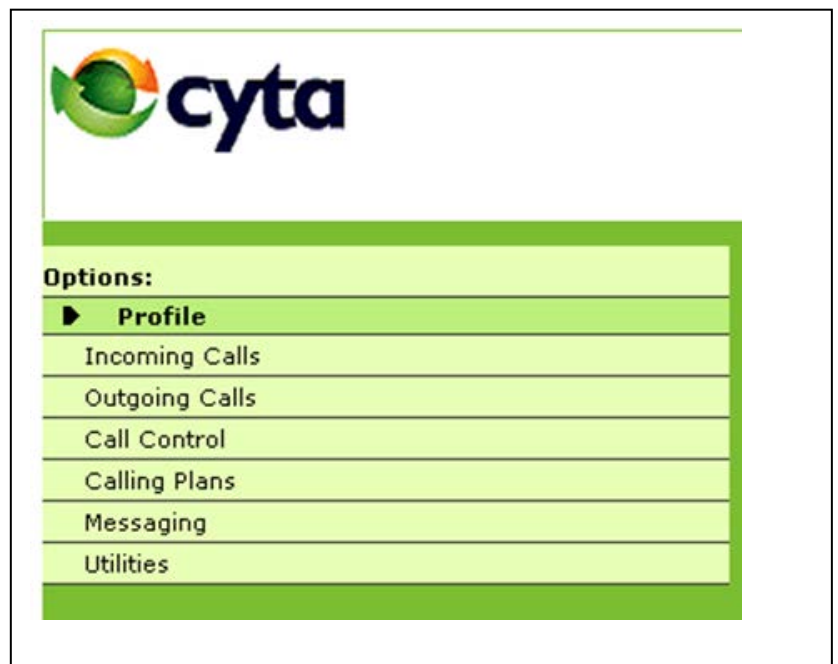 cyta
Options:
Profile
Incoming Calls
Outgoing Calls
Call Control
Calling Plans
Messaging
Utilities